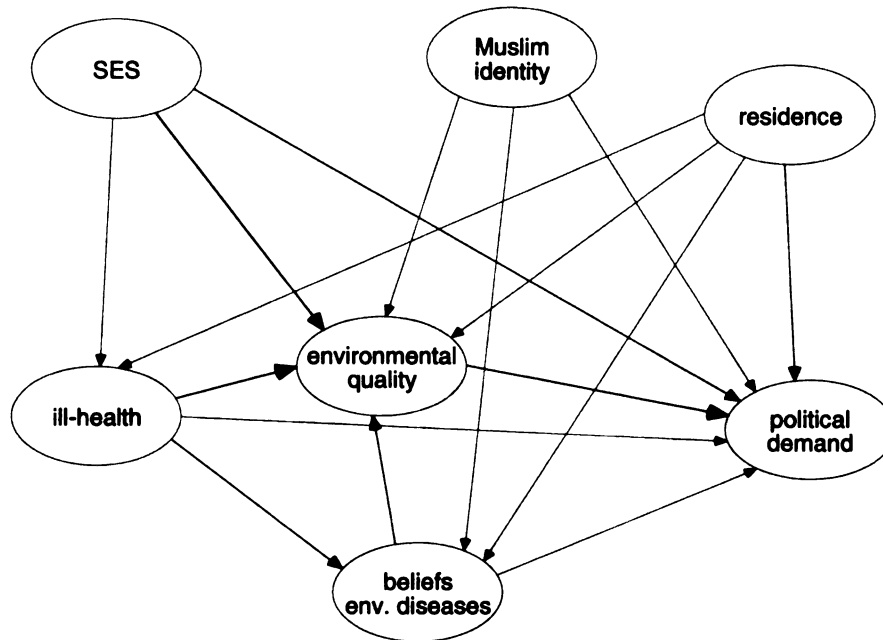 SES
Muslim
identity
residence
environmental
quality
ill-health
political
demand
beliefs
env. diseases